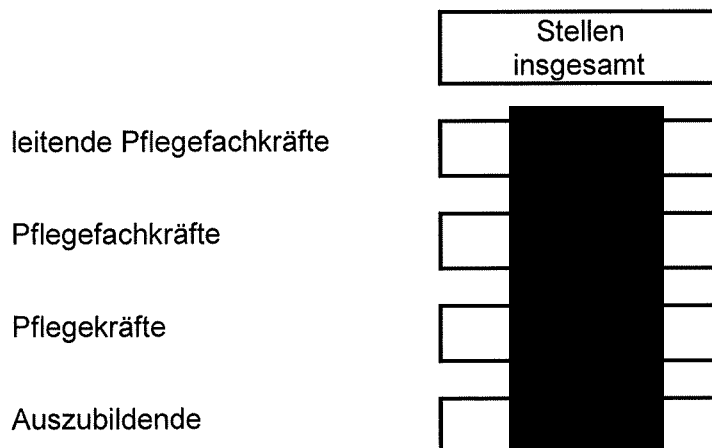 Stellen
insgesamt
leitende Pflegefachkräfte
Pflegefachkräfte
Pflegekräfte
Auszubildende